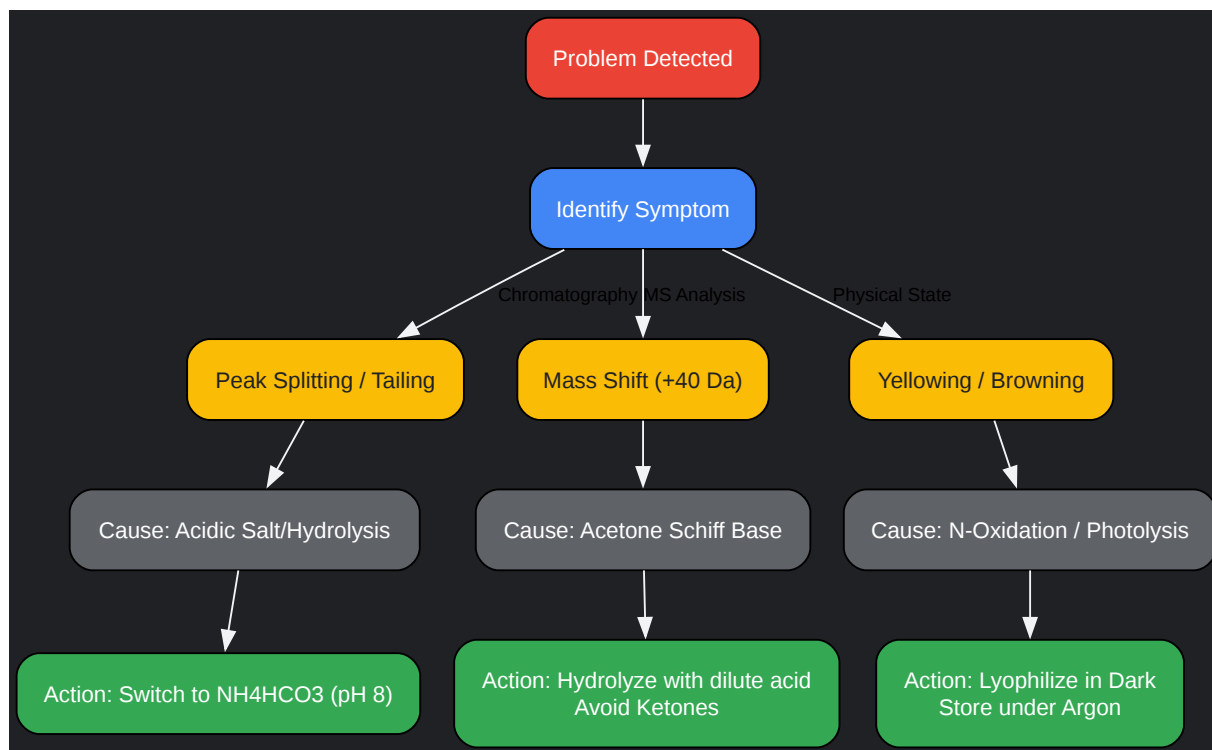 Problem Detected
Identify Symptom
Chromatography
MS Analysis
Physical State
Peak Splitting / Tailing
Mass Shift (+40 Da)
Yellowing / Browning
Cause: Acidic Salt/Hydrolysis
Cause: Acetone Schiff Base
Cause: N-Oxidation / Photolysis
Action: Switch to NH4HCO3 (pH 8)
Action: Hydrolyze with dilute acid
Avoid Ketones
Action: Lyophilize in Dark
Store under Argon